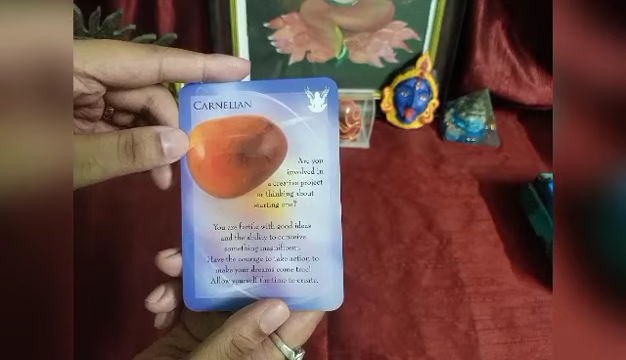 CARNELIAN
Are you
involved in
a creative project
or thinking about
starting one?
You are fertile with good ideas
and the ability to conceive
something magnificent.
Have the courage to take action to
make your dreams come true!
Allow yourself the time to create.